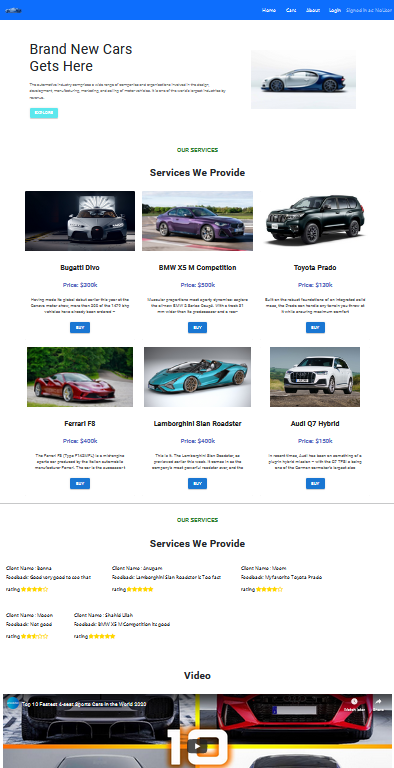 Home Cars About Login Signed in as: No User
Brand New Cars
Gets Here
The automotive industry comprises a wide range of companies and organizations involved in the design,
development, manufacturing, marketing, and selling of motor vehicles. It is one of the world's largest industries by
revenue.
EXPLORE
OUR SERVICES
Services We Provide
Bugatti Divo
Price: $200k
Having made its global debut earlier this year at the
Geneva motor show, more than 200 of the
vehicles have already been ordered –
BUY
BMW X5 M Competition
Price: $500k
Muscular proportions meet sporty dynamics: explore
the all-new BMW 2 Series Coupé. With a track 51
mm wider than its predecessor and a rear-
BUY
Toyota Prado
Price: $120k
Built on the robust foundations of an integrated solid
mass, the Prado can handle any terrain you throw at
it while ensuring maximum comfort
BUY
Ferrari F8
Price: $400k
The Ferrari F8 (Type F142MFL) is a mid-engine
sports car produced by the Italian automobile
manufacturer Ferrari. The car is the successor t
BUY
Lamborghini Sian Roadster
Price: $400k
This is it. The Lamborghini Sian Roadster, as
previewed earlier this week. It comes in as the
company's most powerful roadster ever, and the
BUY
Audi Q7 Hybrid
Price: $150k
In recent times, Audi has been on something of a
plug-in hybrid mission – with the Q7 TFSI e being
one of the German carmaker's largest size
BUY
OUR SERVICES
Services We Provide
Client Name : Bonna
Feedback: Good very good to see that
rating
Client Name : Anupam
Feedback: Lamborghini Sian Roadster is Too fast
rating
Client Name : Moom
Feedback: My favorite Toyota Prado
rating
Client Name : Mooon
Feedback: Not good
rating
Client Name : Shahid Ullah
Feedback: BMW X5 M Competition its good
rating
Video
Top 10 Fastest 4-seat Sports Cars in the World 2020
Watch later Share
10